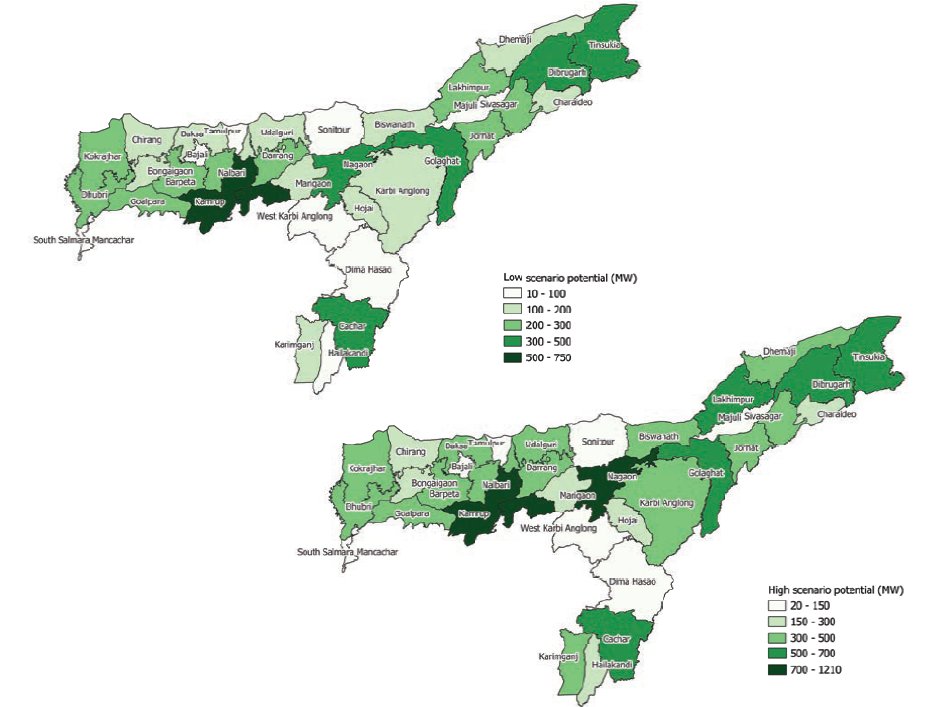 Dhemaji
Tinsukia
Dibrugarh
Lakhimpur
Majuli Sivasagar
Charaideo
Biswanath
Sonitpur
Udalguri
Tamulpur
Chirang
Bajali
Kokrajhar
Bongaigaon
Barpeta
Nalbari
Darrang
Nagaon
Golaghat
Jorhat
Marigaon
Karbi Anglong
Dhubri
Goalpara
Kamrup
Hojai
West Karbi Anglong
South Salmara Mancachar
Dima Hasao
Cachar
Karimganj
Hailakandi
Low scenario potential (MW)
10 - 100
100 - 200
200 - 300
300 - 500
500 - 750
Dhemaji
Tinsukia
Dibrugarh
Lakhimpur
Majuli Sivasagar
Charaideo
Biswanath
Sonitpur
Udalguri
Tamulpur
Chirang
Bajali
Kokrajhar
Bongaigaon
Barpeta
Nalbari
Darrang
Nagaon
Golaghat
Jorhat
Marigaon
Karbi Anglong
Dhubri
Goalpara
Kamrup
Hojai
West Karbi Anglong
South Salmara Mancachar
Dima Hasao
Cachar
Karimganj
Hailakandi
High scenario potential (MW)
20 - 150
150 - 300
300 - 500
500 - 700
700 - 1210